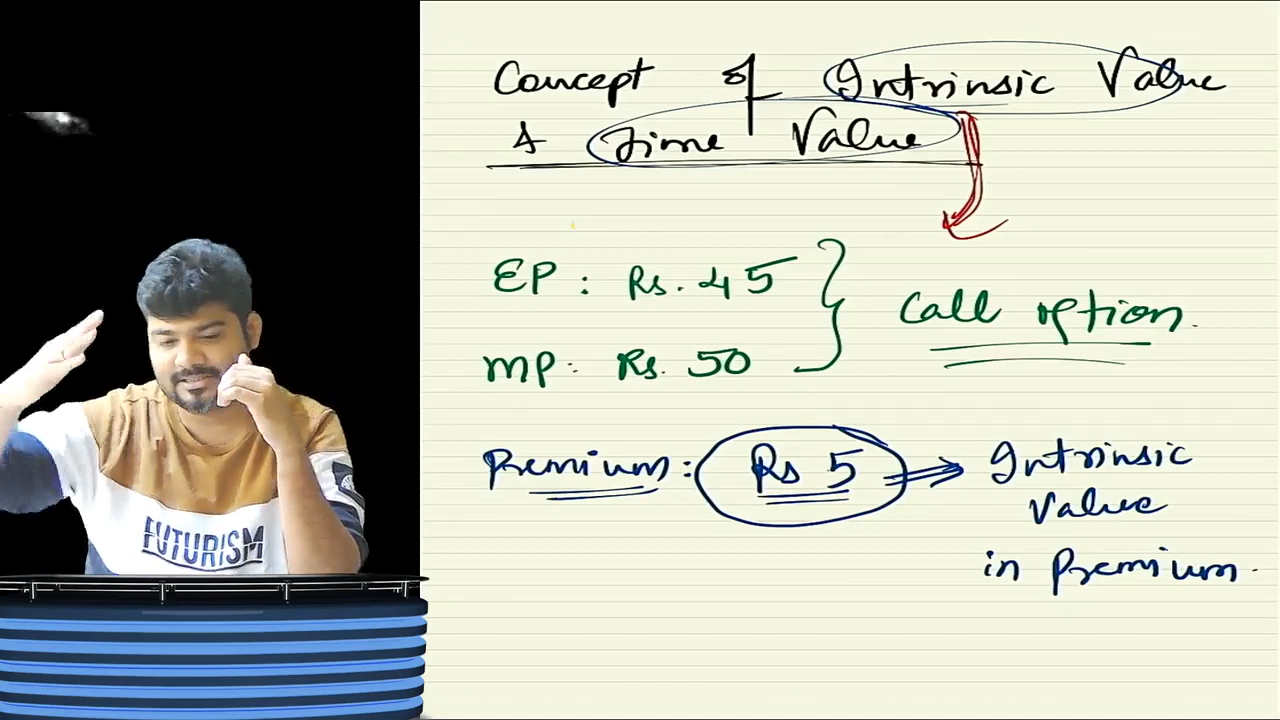 Concept of Intrinsic Value
& Time Value
EP : Rs. 45
MP : Rs. 50
Call option.
Premium : Rs 5 ⇒ Intrinsic
Value
in Premium.
FUTURISM